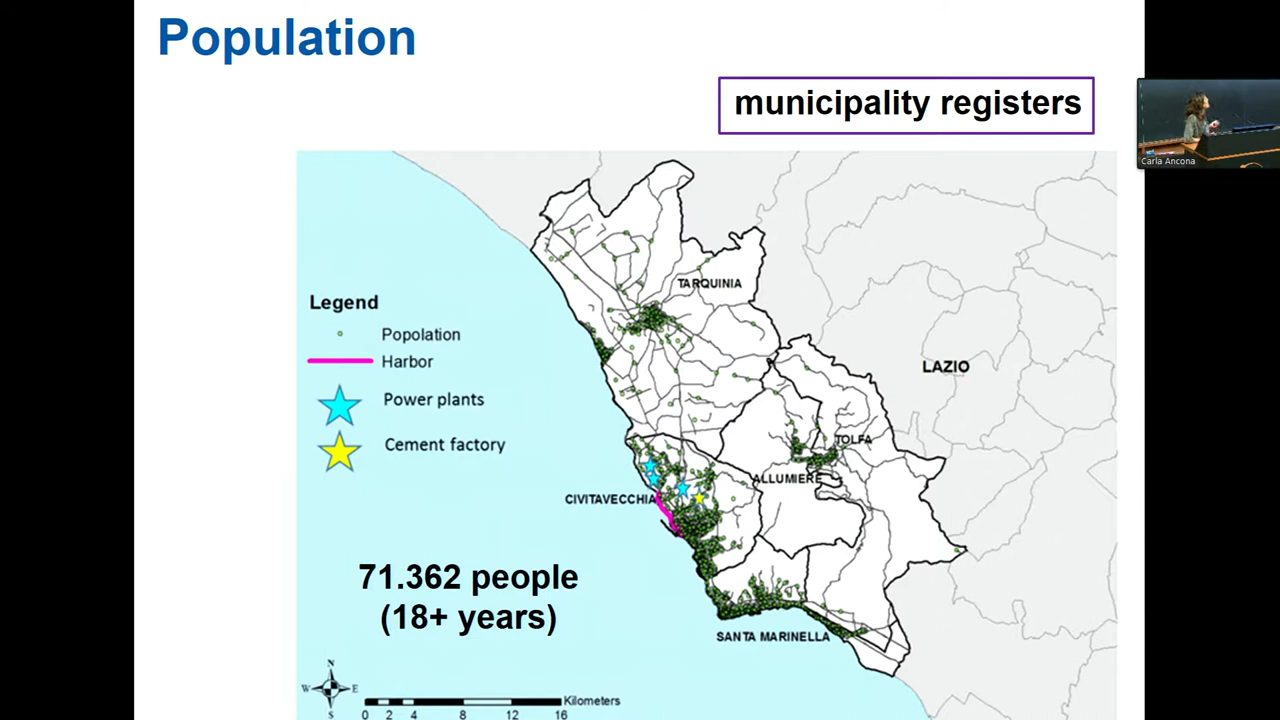 Population
municipality registers
Carla Ancona
TARQUINIA
Legend
Popolation
Harbor
LAZIO
Power plants
Cement factory
TOLFA
ALLUMIERE
CIVITAVECCHIA
71.362 people
(18+ years)
SANTA MARINELLA
N
W E
S
Kilometers
0 2 4 8 12 16